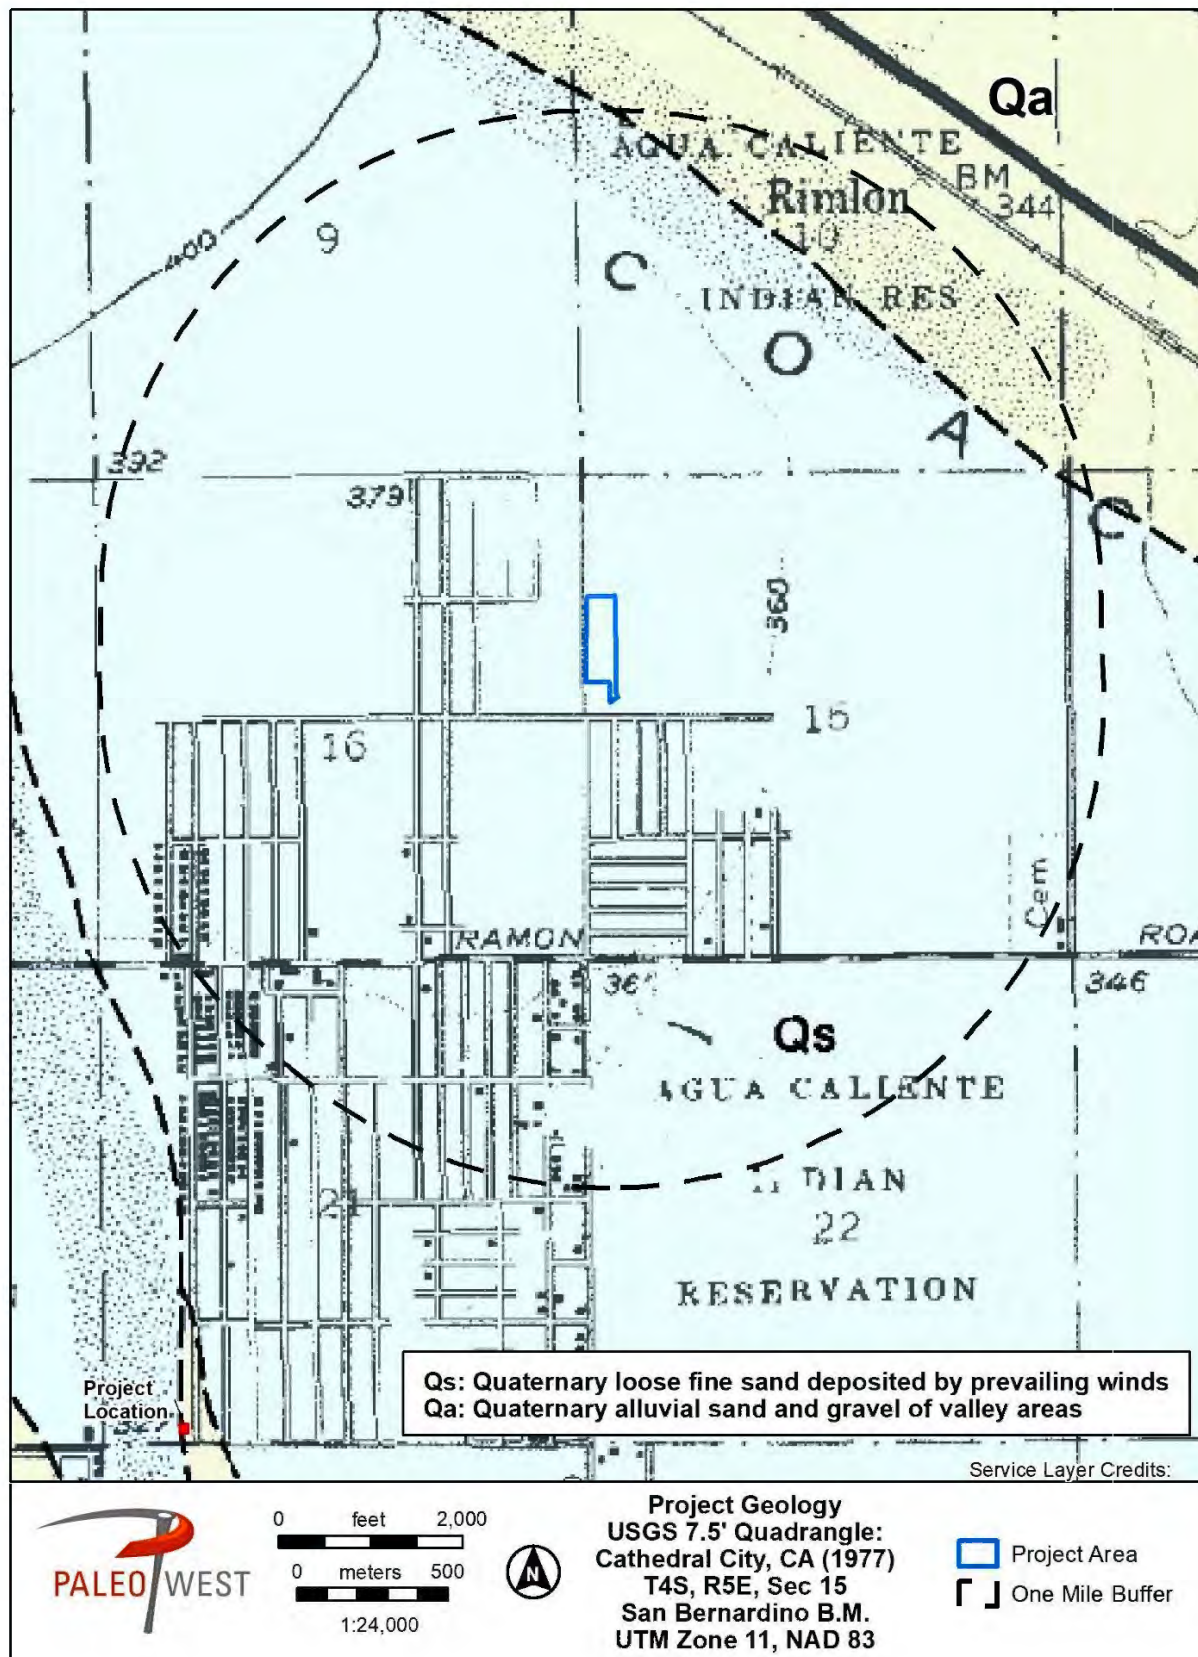 Qa
AGUA CALIENTE
BM
344
Rimlon
10
9
400
C
INDIAN RES
O
A
C
392
379
360
15
16
Cem
RAMON
346
Qs
AGUA CALIENTE
DIAN
22
RESERVATION
Qs: Quaternary loose fine sand deposited by prevailing winds
Qa: Quaternary alluvial sand and gravel of valley areas
Project
Location
Service Layer Credits:
PALEO WEST
0 feet 2,000
0 meters 500
1:24,000
N
Project Geology
USGS 7.5' Quadrangle:
Cathedral City, CA (1977)
T4S, R5E, Sec 15
San Bernardino B.M.
UTM Zone 11, NAD 83
Project Area
One Mile Buffer